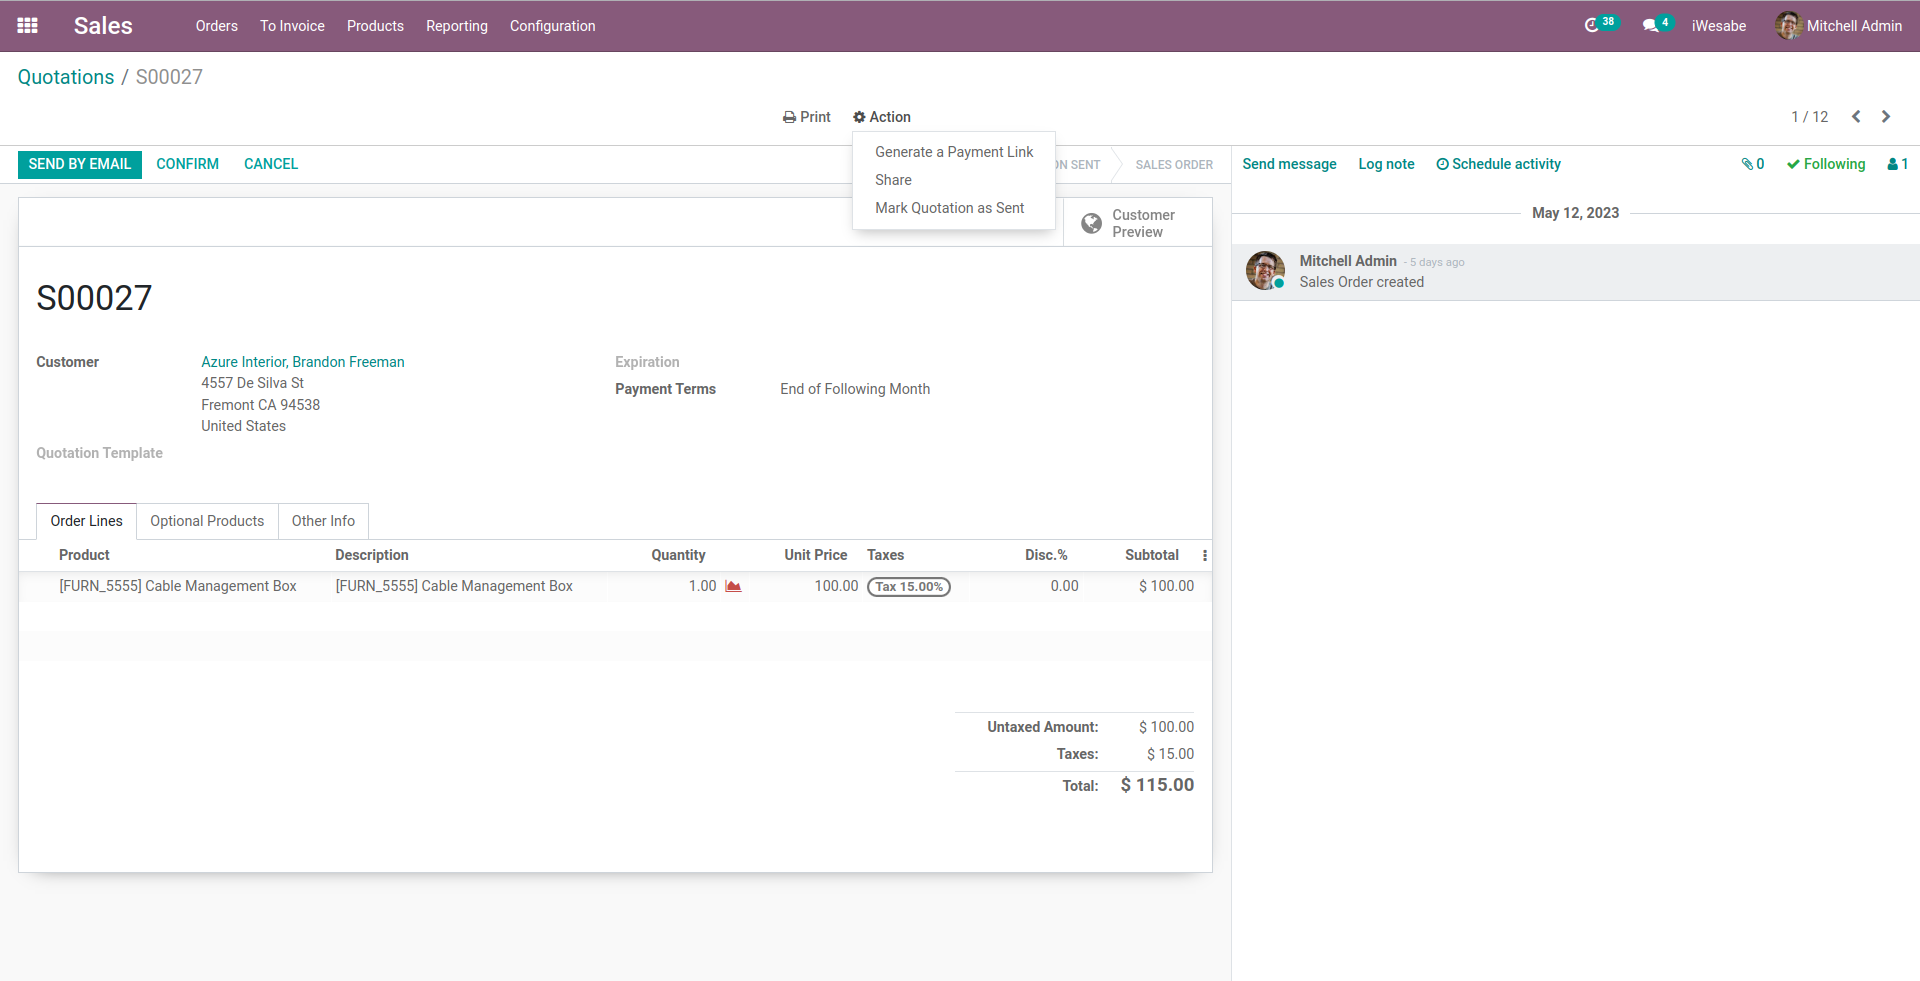 Sales Orders To Invoice Products Reporting Configuration 38 4 iWesabe Mitchell Admin
Quotations / S00027
Print Action 1 / 12
Generate a Payment Link
Share
Mark Quotation as Sent
SEND BY EMAIL CONFIRM CANCEL SENT SALES ORDER
Send message Log note Schedule activity 0 Following 1
Customer
Preview
May 12, 2023
Mitchell Admin - 5 days ago
Sales Order created
S00027
Customer Azure Interior, Brandon Freeman
4557 De Silva St
Fremont CA 94538
United States
Expiration
Payment Terms End of Following Month
Quotation Template
Order Lines Optional Products Other Info
Product Description Quantity Unit Price Taxes Disc.% Subtotal
[FURN_5555] Cable Management Box [FURN_5555] Cable Management Box 1.00 100.00 Tax 15.00% 0.00 $ 100.00
Untaxed Amount: $ 100.00
Taxes: $ 15.00
Total: $ 115.00